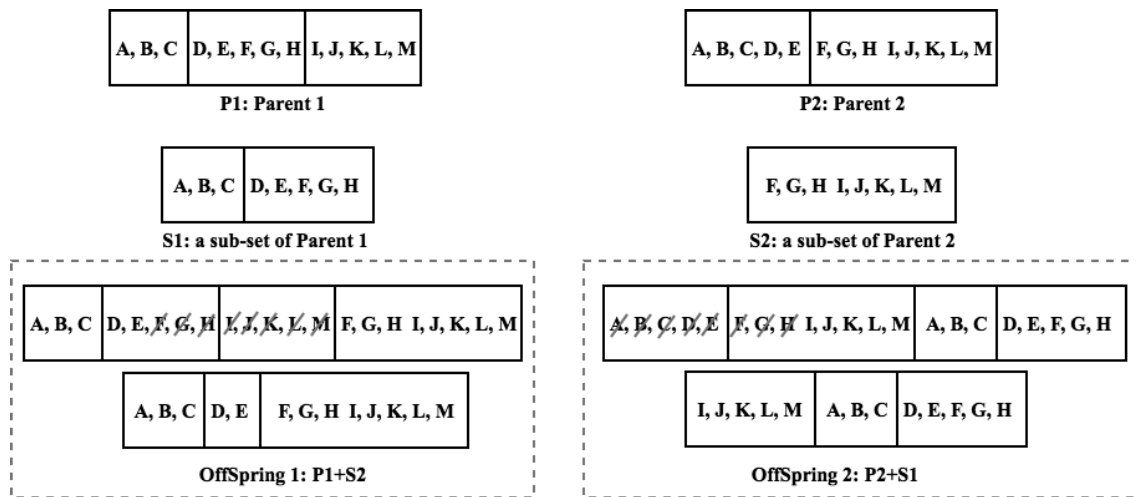 A, B, C D, E, F, G, H I, J, K, L, M
P1: Parent 1
A, B, C, D, E F, G, H I, J, K, L, M
P2: Parent 2
A, B, C D, E, F, G, H
S1: a sub-set of Parent 1
F, G, H I, J, K, L, M
S2: a sub-set of Parent 2
A, B, C D, E, F, G, H I, J, K, L, M F, G, H I, J, K, L, M
A, B, C D, E F, G, H I, J, K, L, M
OffSpring 1: P1+S2
A, B, C, D, E F, G, H I, J, K, L, M A, B, C D, E, F, G, H
I, J, K, L, M A, B, C D, E, F, G, H
OffSpring 2: P2+S1